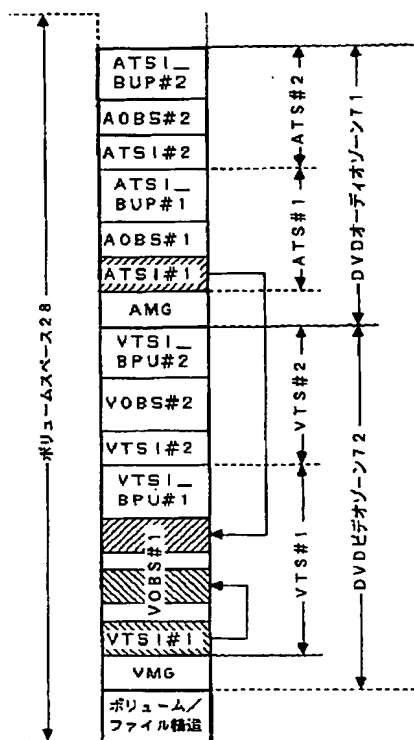 ATSI_
BUP#2
AOBS#2
ATSI#2
ATSI_
BUP#1
AOBS#1
ATSI#1
AMG
VTSI_
BPU#2
VOBS#2
VTSI#2
VTSI_
BPU#1
VOBS#1
VTSI#1
VMG
ボリューム/
ファイル構造
ATS#2
ATS#1
VTS#2
VTS#1
DVDオーディオゾーン71
DVDビデオゾーン72
ボリュームスペース28